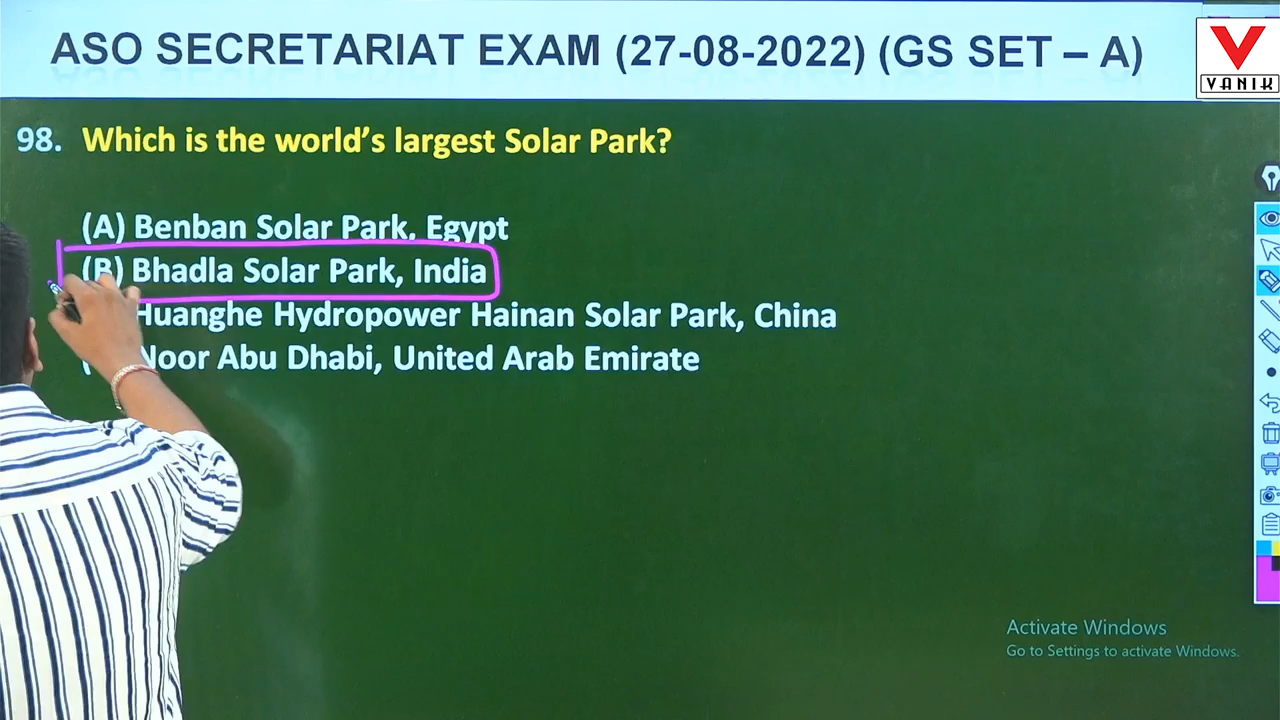 ASO SECRETARIAT EXAM (27-08-2022) (GS SET – A)
VANIK
98. Which is the world's largest Solar Park?
(A) Benban Solar Park, Egypt
(B) Bhadla Solar Park, India
Huanghe Hydropower Hainan Solar Park, China
( Noor Abu Dhabi, United Arab Emirate
Activate Windows
Go to Settings to activate Windows.